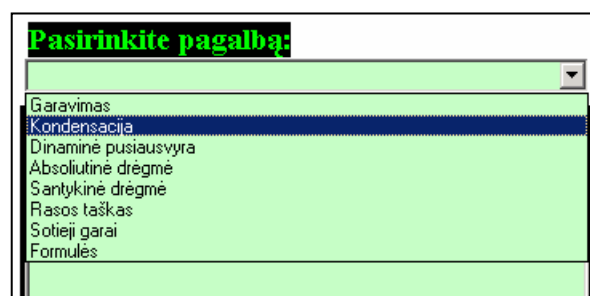 Pasirinkite pagalbą:
Garavimas
Kondensacija
Dinaminė pusiausvyra
Absoliutinė drėgmė
Santykinė drėgmė
Rasos taškas
Sotieji garai
Formulės